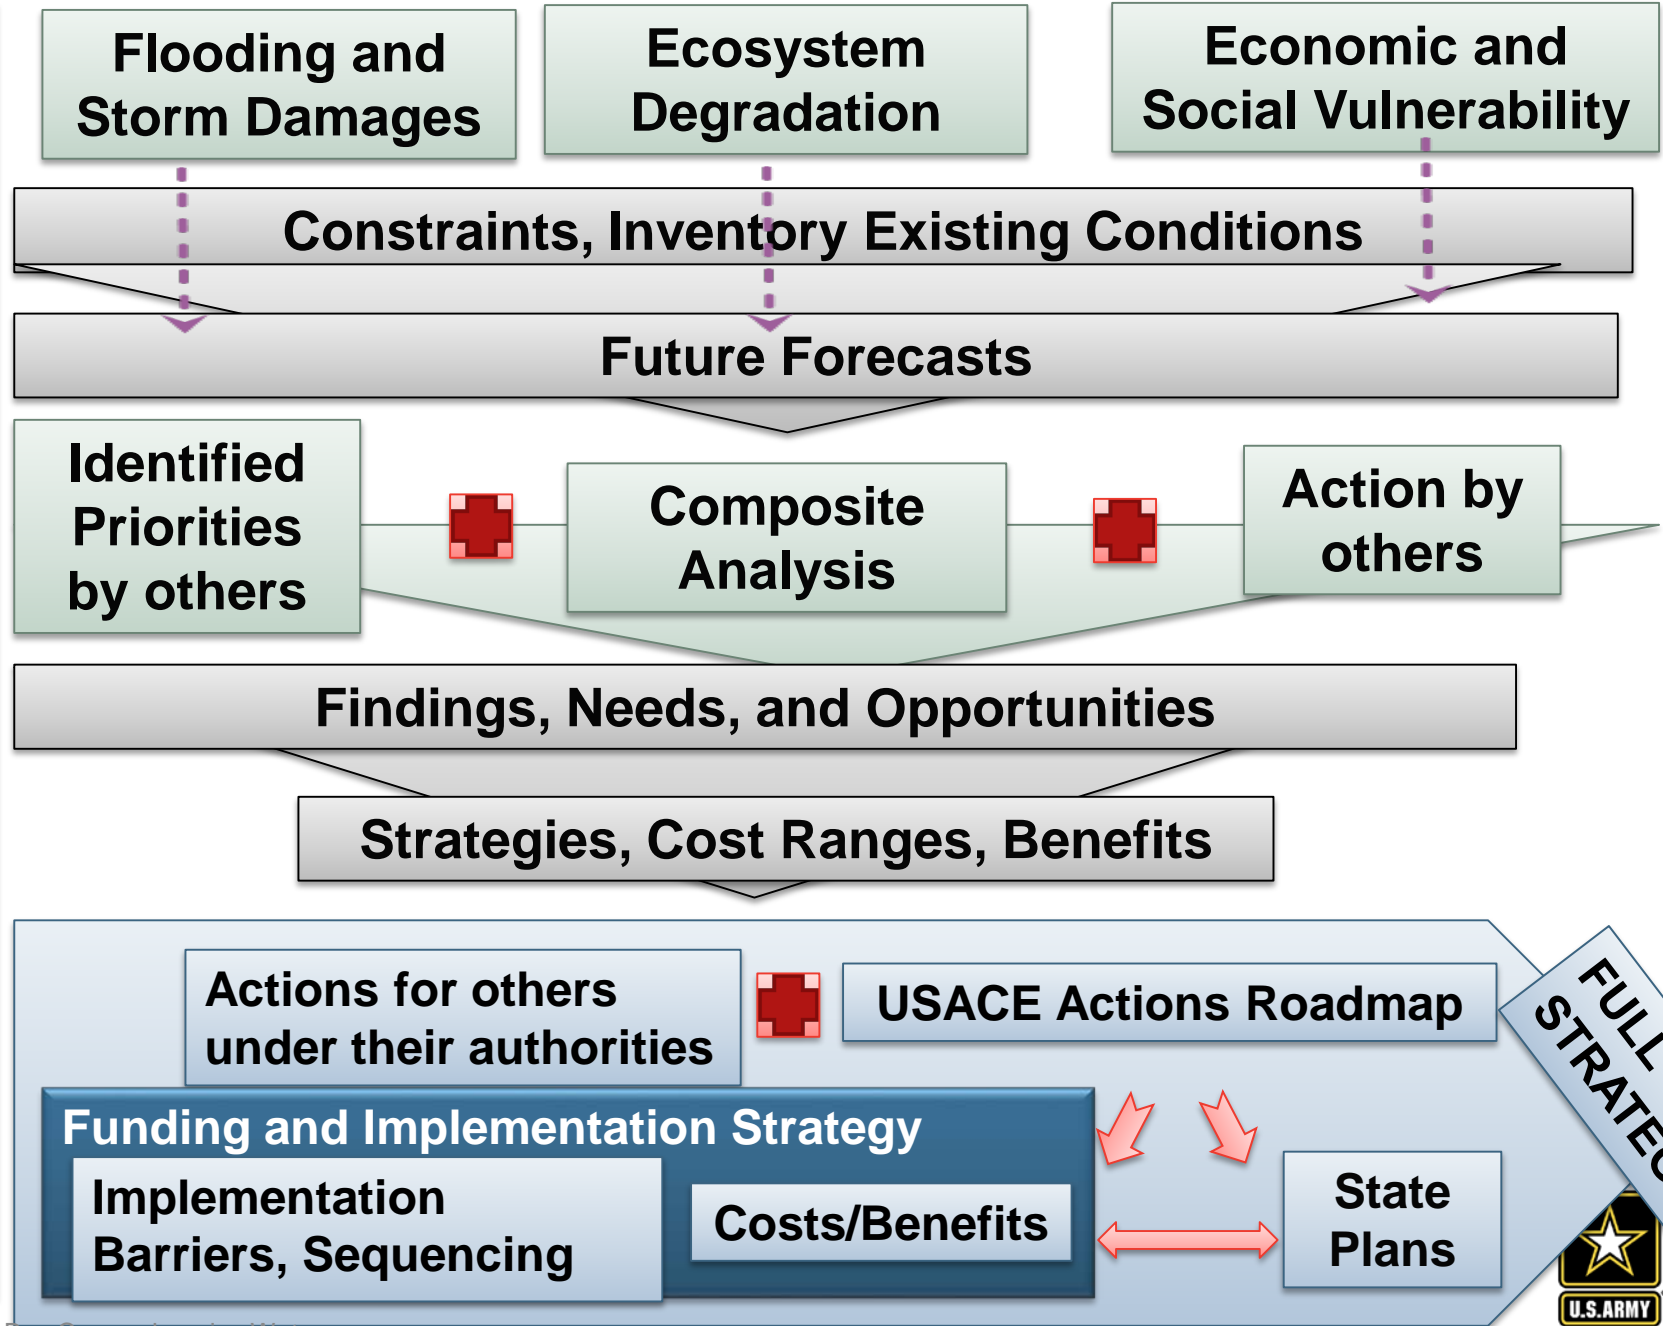 Flooding and
Storm Damages
Ecosystem
Degradation
Economic and
Social Vulnerability
Constraints, Inventory Existing Conditions
Future Forecasts
Identified
Priorities
by others
Composite
Analysis
Action by
others
Findings, Needs, and Opportunities
Strategies, Cost Ranges, Benefits
Actions for others
under their authorities
USACE Actions Roadmap
FULL
Funding and Implementation Strategy
Implementation
Barriers, Sequencing
Costs/Benefits
State
Plans
U.S.ARMY